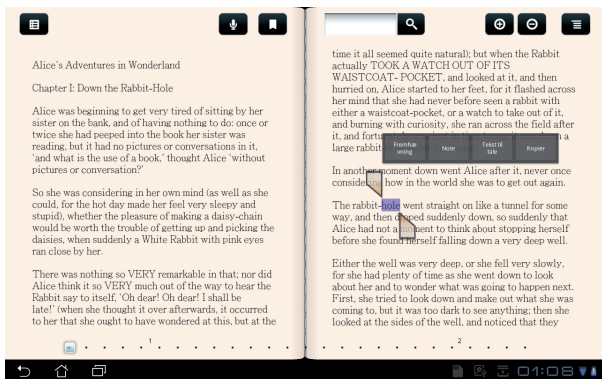 Alice's Adventures in Wonderland
Chapter I: Down the Rabbit-Hole
Alice was beginning to get very tired of sitting by her
sister on the bank, and of having nothing to do: once or
twice she had peeped into the book her sister was
reading, but it had no pictures or conversations in it,
'and what is the use of a book,' thought Alice 'without
pictures or conversation?'
So she was considering in her own mind (as well as she
could, for the hot day made her feel very sleepy and
stupid), whether the pleasure of making a daisy-chain
would be worth the trouble of getting up and picking the
daisies, when suddenly a White Rabbit with pink eyes
ran close by her.
There was nothing so VERY remarkable in that; nor did
Alice think it so VERY much out of the way to hear the
Rabbit say to itself, 'Oh dear! Oh dear! I shall be
late!' (when she thought it over afterwards, it occurred
to her that she ought to have wondered at this, but at the
1
time it all seemed quite natural); but when the Rabbit
actually TOOK A WATCH OUT OF ITS
WAISTCOAT- POCKET, and looked at it, and then
hurried on, Alice started to her feet, for it flashed across
her mind that she had never before seen a rabbit with
either a waistcoat-pocket, or a watch to take out of it,
and burning with curiosity, she ran across the field after
it, and
large rabbit-
Fremhæ
vning
Note
Tekst til
tale
Kopier
In another moment down went Alice after it, never once
considering how in the world she was to get out again.
The rabbit-hole went straight on like a tunnel for some
way, and then dipped suddenly down, so suddenly that
Alice had not a moment to think about stopping herself
before she found herself falling down a very deep well.
Either the well was very deep, or she fell very slowly,
for she had plenty of time as she went down to look
about her and to wonder what was going to happen next.
First, she tried to look down and make out what she was
coming to, but it was too dark to see anything; then she
looked at the sides of the well, and noticed that they
2
01:08